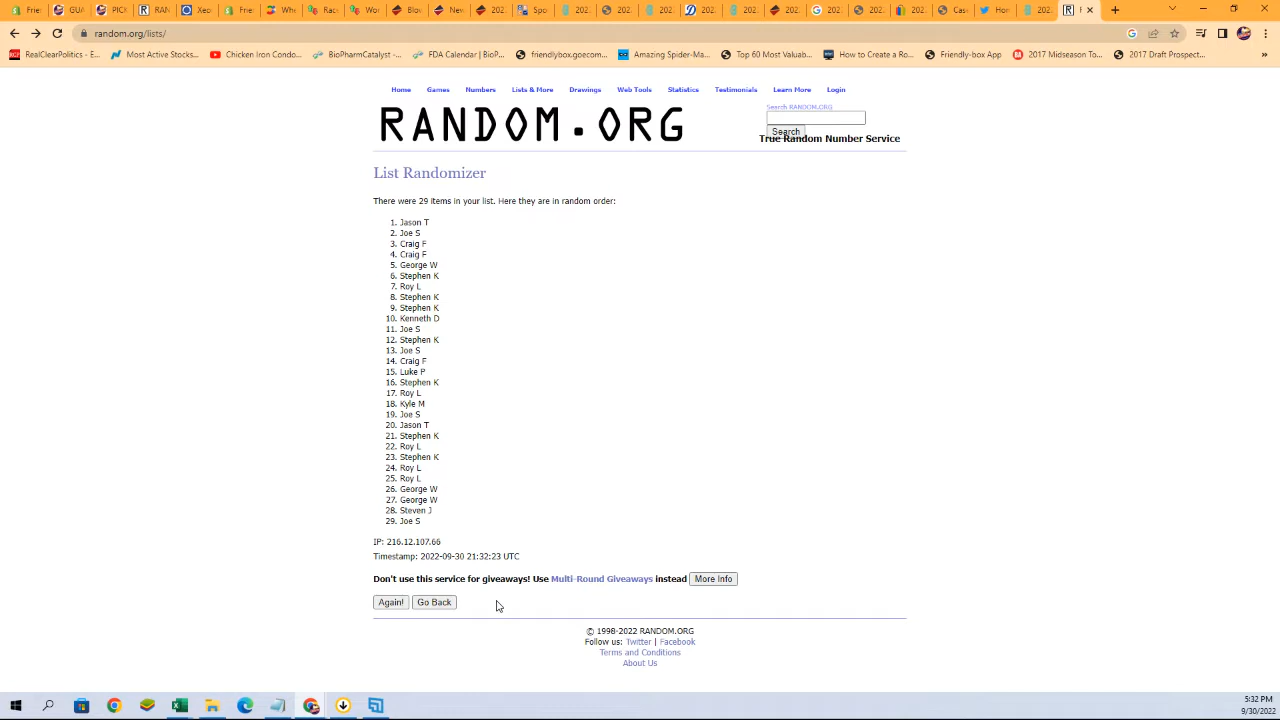 random.org/lists/
RealClearPolitics - E...
Most Active Stocks...
Chicken Iron Condo...
BioPharmCatalyst -...
FDA Calendar | BioP...
friendlybox.goecom...
Amazing Spider-Ma...
Top 60 Most Valuab...
How to Create a Ro...
Friendly-box App
2017 Midseason To...
2017 Draft Prospect...
Home Games Numbers Lists & More Drawings Web Tools Statistics Testimonials Learn More Login
RANDOM.ORG
Search RANDOM.ORG
Search
True Random Number Service
List Randomizer
There were 29 items in your list. Here they are in random order:
1. Jason T
2. Joe S
3. Craig F
4. Craig F
5. George W
6. Stephen K
7. Roy L
8. Stephen K
9. Stephen K
10. Kenneth D
11. Joe S
12. Stephen K
13. Joe S
14. Craig F
15. Luke P
16. Stephen K
17. Roy L
18. Kyle M
19. Joe S
20. Jason T
21. Stephen K
22. Roy L
23. Stephen K
24. Roy L
25. Roy L
26. George W
27. George W
28. Steven J
29. Joe S
IP: 216.12.107.66
Timestamp: 2022-09-30 21:32:23 UTC
Don't use this service for giveaways! Use Multi-Round Giveaways instead More Info
Again! Go Back
© 1998-2022 RANDOM.ORG
Follow us: Twitter | Facebook
Terms and Conditions
About Us
5:32 PM
9/30/2022